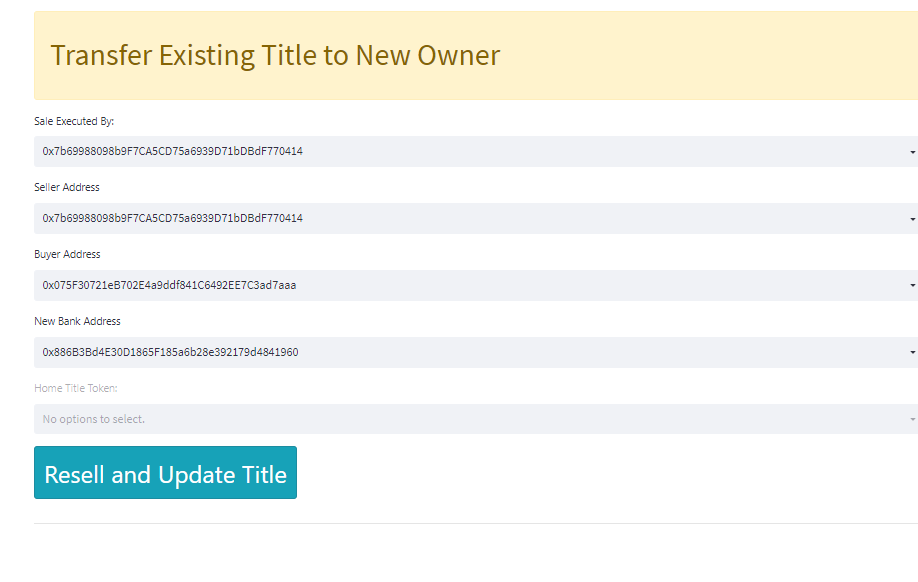 Transfer Existing Title to New Owner
Sale Executed By:
0x7b69988098b9F7CA5CD75a6939D71bDBdF770414
Seller Address
0x7b69988098b9F7CA5CD75a6939D71bDBdF770414
Buyer Address
0x075F30721eB702E4a9ddf841C6492EE7C3ad7aaa
New Bank Address
0x886B3Bd4E30D1865F185a6b28e392179d4841960
Home Title Token:
No options to select.
Resell and Update Title